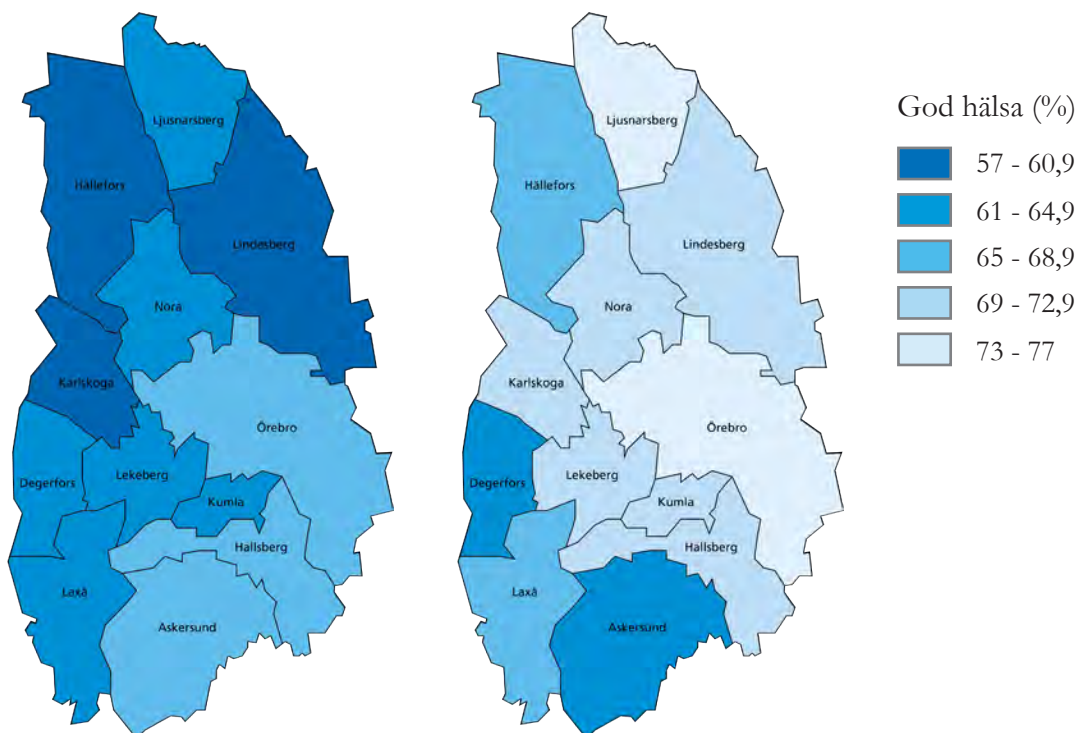 Ljusnarsberg
Hällefors
Lindesberg
Nora
Karlskoga
Örebro
Degerfors
Lekeberg
Kumla
Hallsberg
Laxå
Askersund
Ljusnarsberg
Hällefors
Lindesberg
Nora
Karlskoga
Örebro
Lekeberg
Degerfors
Kumla
Hallsberg
Laxå
Askersund
God hälsa (%)
57 - 60,9
61 - 64,9
65 - 68,9
69 - 72,9
73 - 77